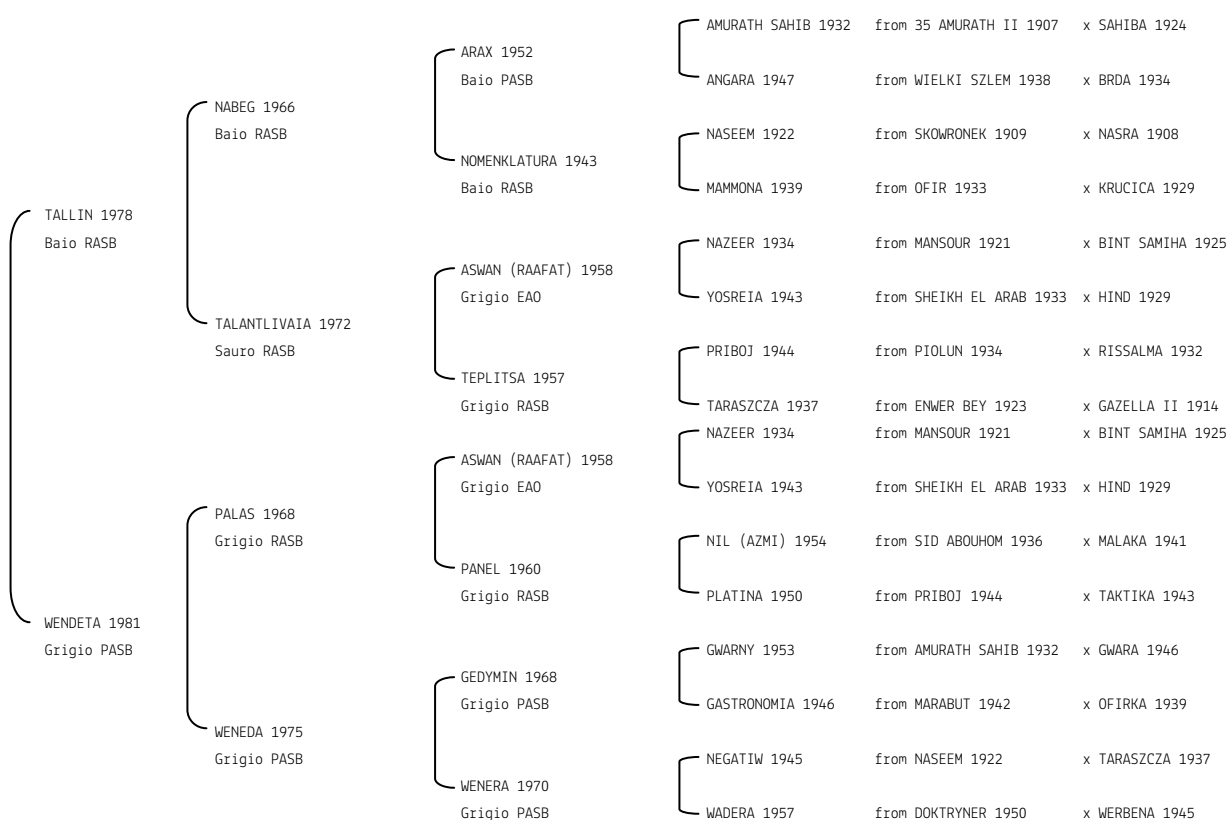 AMURATH SAHIB 1932 from 35 AMURATH II 1907 x SAHIBA 1924
ARAX 1952
Baio PASB ANGARA 1947 from WIELKI SZLEM 1938 x BRDA 1934
NABEG 1966
Baio RASB NASEEM 1922 from SKOWRONEK 1909 x NASRA 1908
NOMENKLATURA 1943
Baio RASB MAMMONA 1939 from OFIR 1933 x KRUCICA 1929
TALLIN 1978
Baio RASB NAZEER 1934 from MANSOUR 1921 x BINT SAMIHA 1925
ASWAN (RAAFAT) 1958
Grigio EAO YOSREIA 1943 from SHEIKH EL ARAB 1933 x HIND 1929
TALANTLIVAIA 1972
Sauro RASB PRIBOJ 1944 from PIOLUN 1934 x RISSALMA 1932
TEPLITSA 1957
Grigio RASB TARASZCZA 1937 from ENWER BEY 1923 x GAZELLA II 1914
NAZEER 1934 from MANSOUR 1921 x BINT SAMIHA 1925
ASWAN (RAAFAT) 1958
Grigio EAO YOSREIA 1943 from SHEIKH EL ARAB 1933 x HIND 1929
PALAS 1968
Grigio RASB NIL (AZMI) 1954 from SID ABOUHOM 1936 x MALAKA 1941
PANEL 1960
Grigio RASB PLATINA 1950 from PRIBOJ 1944 x TAKTIKA 1943
WENDETA 1981
Grigio PASB GWARNY 1953 from AMURATH SAHIB 1932 x GWARA 1946
GEDYMIN 1968
Grigio PASB GASTRONOMIA 1946 from MARABUT 1942 x OFIRKA 1939
WENEDA 1975
Grigio PASB NEGATIW 1945 from NASEEM 1922 x TARASZCZA 1937
WENERA 1970
Grigio PASB WADERA 1957 from DOKTRYNER 1950 x WERBENA 1945